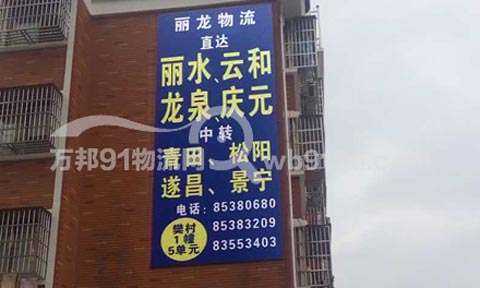 丽龙物流
直达
丽水、云和
龙泉、庆元
中转
青田、松阳
遂昌、景宁
电话：85380680
85383209
83553403
樊村
1幢
5单元
万邦91物流网
wp9